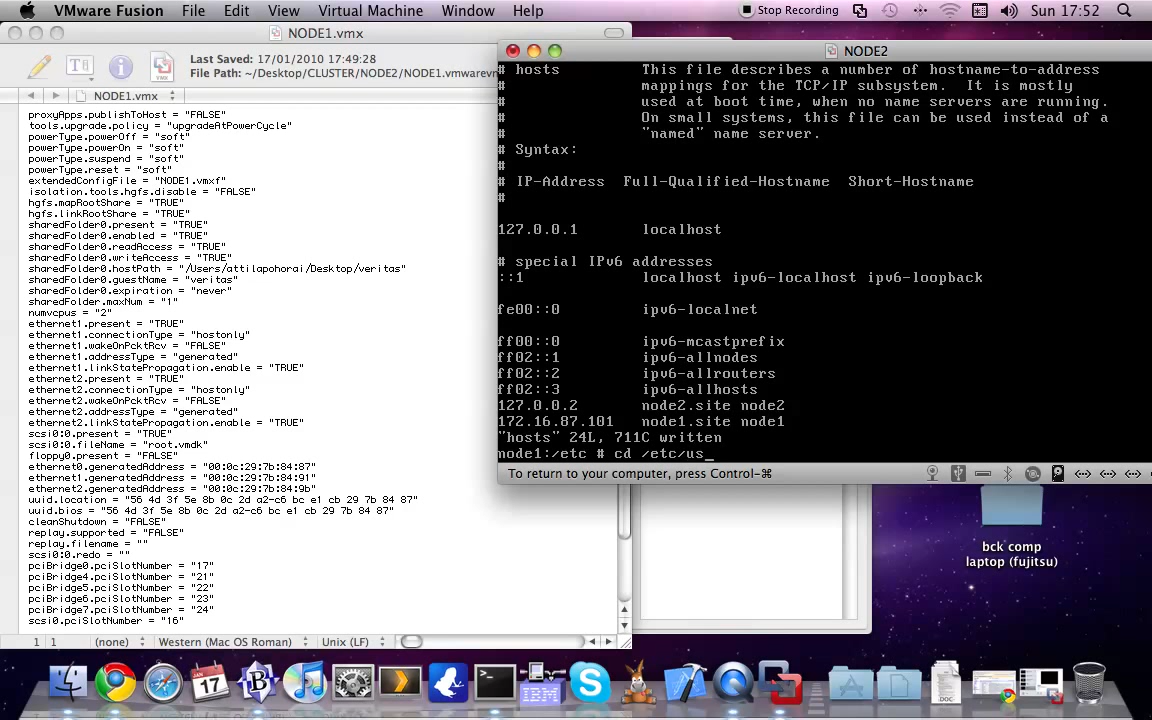 VMware Fusion File Edit View Virtual Machine Window Help Stop Recording Sun 17:52
NODE1.vmx
Last Saved: 17/01/2010 17:49:28
File Path: ~/Desktop/CLUSTER/NODE2/NODE1.vmwarevm
NODE1.vmx
proxyApps.publishToHost = "FALSE"
tools.upgrade.policy = "upgradeAtPowerCycle"
powerType.powerOff = "soft"
powerType.powerOn = "soft"
powerType.suspend = "soft"
powerType.reset = "soft"
extendedConfigFile = "NODE1.vmxf"
isolation.tools.hgfs.disable = "FALSE"
hgfs.mapRootShare = "TRUE"
hgfs.linkRootShare = "TRUE"
sharedFolder0.present = "TRUE"
sharedFolder0.enabled = "TRUE"
sharedFolder0.readAccess = "TRUE"
sharedFolder0.writeAccess = "TRUE"
sharedFolder0.hostPath = "/Users/attilapohorai/Desktop/veritas"
sharedFolder0.guestName = "veritas"
sharedFolder0.expiration = "never"
sharedFolder.maxNum = "1"
numvcpus = "2"
ethernet1.present = "TRUE"
ethernet1.connectionType = "hostonly"
ethernet1.wakeOnPcktRcv = "FALSE"
ethernet1.addressType = "generated"
ethernet1.linkStatePropagation.enable = "TRUE"
ethernet2.present = "TRUE"
ethernet2.connectionType = "hostonly"
ethernet2.wakeOnPcktRcv = "FALSE"
ethernet2.addressType = "generated"
ethernet2.linkStatePropagation.enable = "TRUE"
scsi0:0.present = "TRUE"
scsi0:0.fileName = "root.vmdk"
floppy0.present = "FALSE"
ethernet0.generatedAddress = "00:0c:29:7b:84:87"
ethernet1.generatedAddress = "00:0c:29:7b:84:91"
ethernet2.generatedAddress = "00:0c:29:7b:84:9b"
uuid.location = "56 4d 3f 5e 8b 0c 2d a2-c6 bc e1 cb 29 7b 84 87"
uuid.bios = "56 4d 3f 5e 8b 0c 2d a2-c6 bc e1 cb 29 7b 84 87"
cleanShutdown = "FALSE"
replay.supported = "FALSE"
replay.filename = ""
scsi0:0.redo = ""
pciBridge0.pciSlotNumber = "17"
pciBridge4.pciSlotNumber = "21"
pciBridge5.pciSlotNumber = "22"
pciBridge6.pciSlotNumber = "23"
pciBridge7.pciSlotNumber = "24"
scsi0.pciSlotNumber = "16"
1 1 (none) Western (Mac OS Roman) Unix (LF)
NODE2
# hosts This file describes a number of hostname-to-address
# mappings for the TCP/IP subsystem. It is mostly
# used at boot time, when no name servers are running.
# On small systems, this file can be used instead of a
# "named" name server.
# Syntax:
#
# IP-Address Full-Qualified-Hostname Short-Hostname
#
127.0.0.1 localhost
# special IPv6 addresses
::1 localhost ipv6-localhost ipv6-loopback
fe00::0 ipv6-localnet
ff00::0 ipv6-mcastprefix
ff02::1 ipv6-allnodes
ff02::2 ipv6-allrouters
ff02::3 ipv6-allhosts
127.0.0.2 node2.site node2
172.16.87.101 node1.site node1
"hosts" 24L, 711C written
node1:/etc # cd /etc/us_
To return to your computer, press Control-⌘
bck comp
laptop (fujitsu)
JAN
17
IBM
DOC